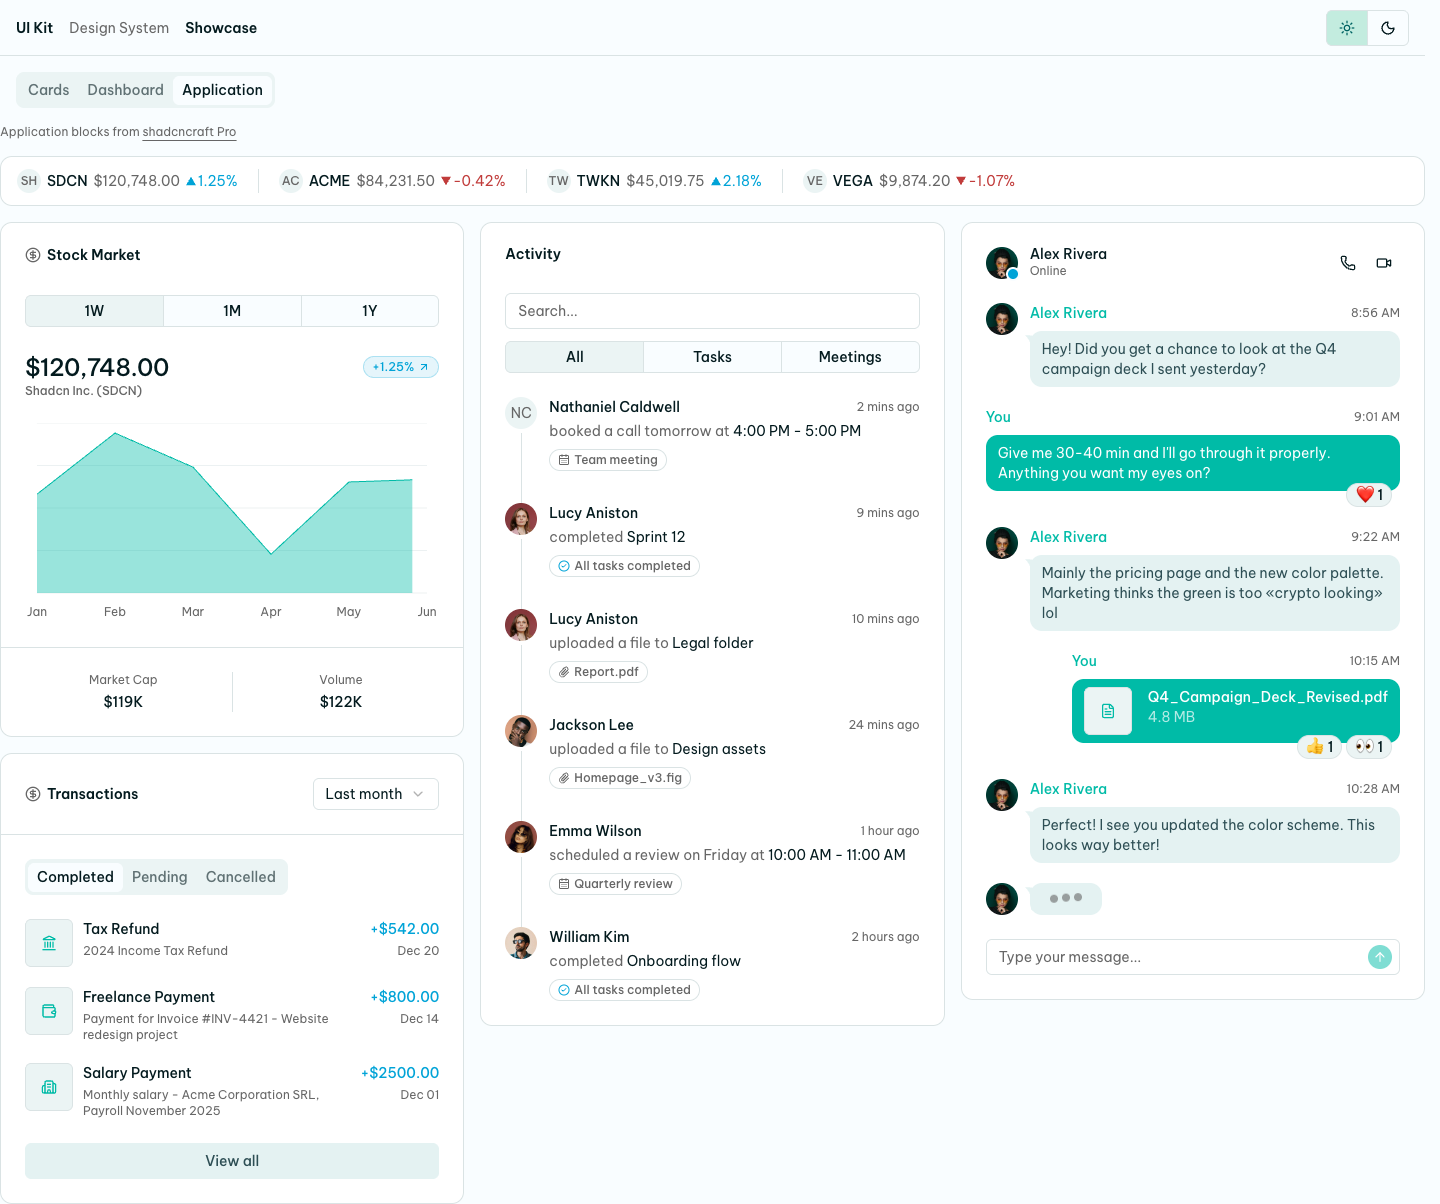 UI Kit Design System Showcase
Cards Dashboard Application
Application blocks from shadcncraft Pro
SH SDCN $120,748.00 ▲1.25% AC ACME $84,231.50 ▼-0.42% TW TWKN $45,019.75 ▲2.18% VE VEGA $9,874.20 ▼-1.07%
Stock Market
1W 1M 1Y
$120,748.00 +1.25%
Shadcn Inc. (SDCN)
Jan Feb Mar Apr May Jun
Market Cap Volume
$119K $122K
Transactions Last month
Completed Pending Cancelled
Tax Refund +$542.00
2024 Income Tax Refund Dec 20
Freelance Payment +$800.00
Payment for Invoice #INV-4421 - Website Dec 14
redesign project
Salary Payment +$2500.00
Monthly salary - Acme Corporation SRL, Dec 01
Payroll November 2025
View all
Activity
Search...
All Tasks Meetings
NC Nathaniel Caldwell 2 mins ago
booked a call tomorrow at 4:00 PM - 5:00 PM
Team meeting
Lucy Aniston 9 mins ago
completed Sprint 12
All tasks completed
Lucy Aniston 10 mins ago
uploaded a file to Legal folder
Report.pdf
Jackson Lee 24 mins ago
uploaded a file to Design assets
Homepage_v3.fig
Emma Wilson 1 hour ago
scheduled a review on Friday at 10:00 AM - 11:00 AM
Quarterly review
William Kim 2 hours ago
completed Onboarding flow
All tasks completed
Alex Rivera
Online
Alex Rivera 8:56 AM
Hey! Did you get a chance to look at the Q4
campaign deck I sent yesterday?
You 9:01 AM
Give me 30-40 min and I'll go through it properly.
Anything you want my eyes on?
❤️ 1
Alex Rivera 9:22 AM
Mainly the pricing page and the new color palette.
Marketing thinks the green is too «crypto looking»
lol
You 10:15 AM
Q4_Campaign_Deck_Revised.pdf
4.8 MB
👍 1 👀 1
Alex Rivera 10:28 AM
Perfect! I see you updated the color scheme. This
looks way better!
Type your message...